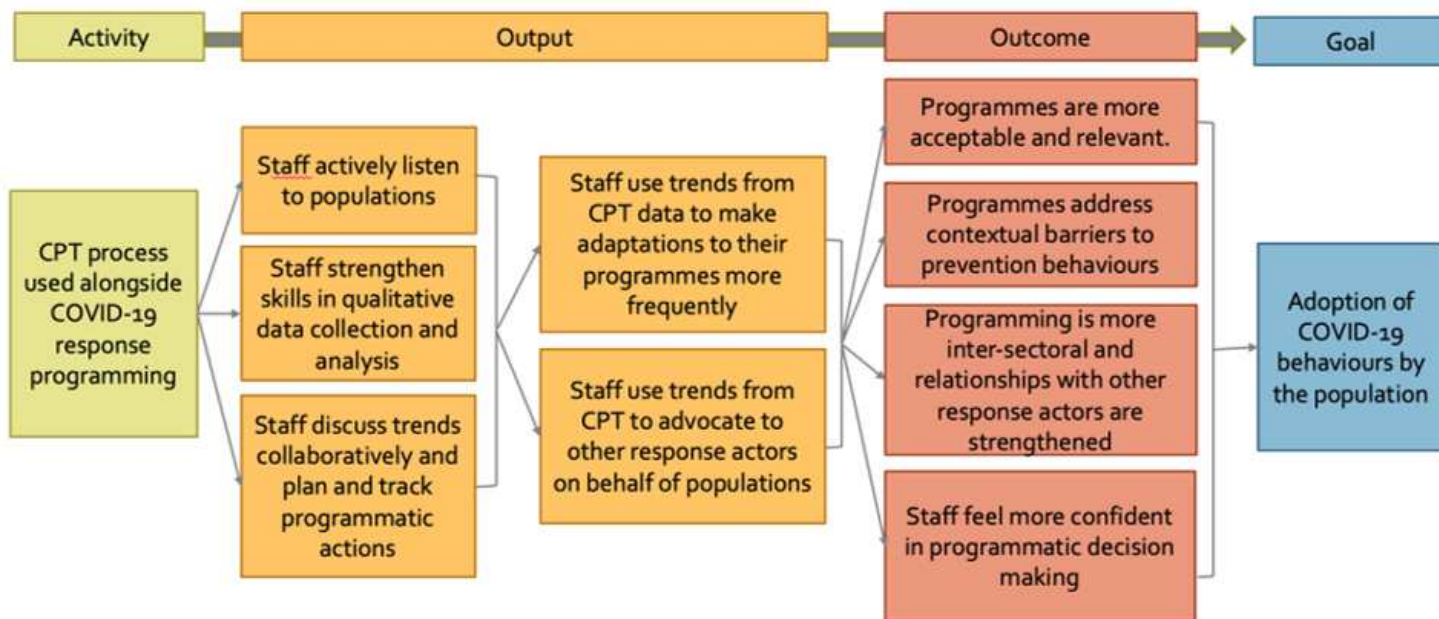 Activity
Output
Outcome
Goal
CPT process
used alongside
COVID-19
response
programming
Staff actively listen
to populations
Staff strengthen
skills in qualitative
data collection and
analysis
Staff discuss trends
collaboratively and
plan and track
programmatic
actions
Staff use trends from
CPT data to make
adaptations to their
programmes more
frequently
Staff use trends from
CPT to advocate to
other response actors
on behalf of populations
Programmes are more
acceptable and relevant.
Programmes address
contextual barriers to
prevention behaviours
Programming is more
inter-sectoral and
relationships with other
response actors are
strengthened
Staff feel more confident
in programmatic decision
making
Adoption of
COVID-19
behaviours by
the population